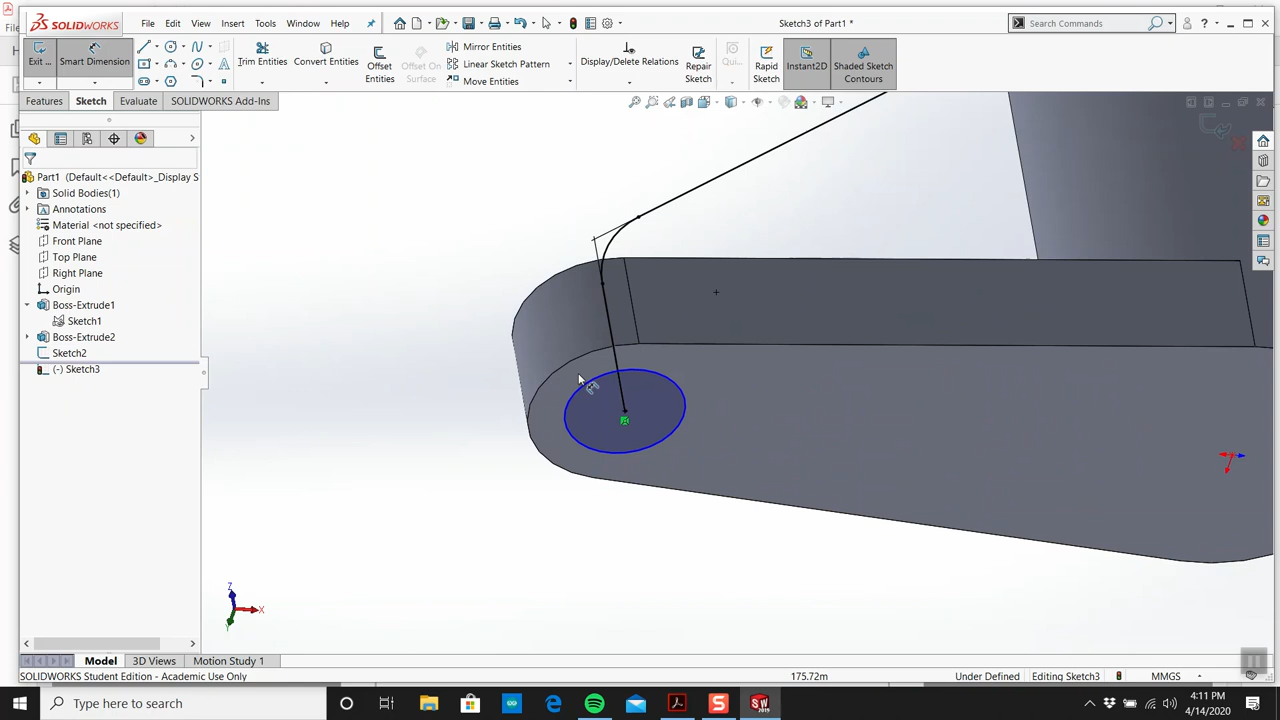 SOLIDWORKS
File
Edit
View
Insert
Tools
Window
Help
Sketch3 of Part1 *
Search Commands
Exit ...
Smart Dimension
Trim Entities
Convert Entities
Offset Entities
Offset On Surface
Mirror Entities
Linear Sketch Pattern
Move Entities
Display/Delete Relations
Repair Sketch
Qui...
Rapid Sketch
Instant2D
Shaded Sketch Contours
Features
Sketch
Evaluate
SOLIDWORKS Add-Ins
Part1 (Default<<Default>_Display S
Solid Bodies(1)
Annotations
Material <not specified>
Front Plane
Top Plane
Right Plane
Origin
Boss-Extrude1
Sketch1
Boss-Extrude2
Sketch2
(-) Sketch3
Z
X
Y
Model
3D Views
Motion Study 1
SOLIDWORKS Student Edition - Academic Use Only
175.72m
Under Defined
Editing Sketch3
MMGS
Type here to search
4:11 PM
4/14/2020